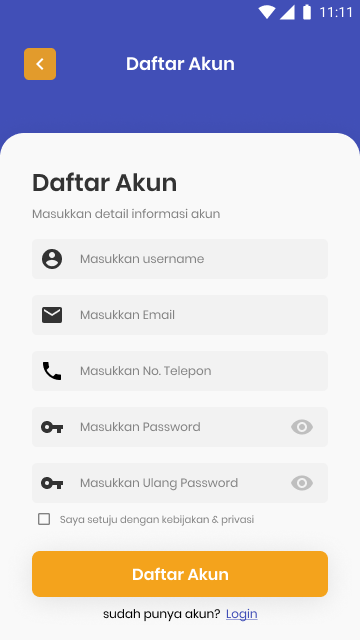 11:11
Daftar Akun
Daftar Akun
Masukkan detail informasi akun
Masukkan username
Masukkan Email
Masukkan No. Telepon
Masukkan Password
Masukkan Ulang Password
Saya setuju dengan kebijakan & privasi
Daftar Akun
sudah punya akun? Login